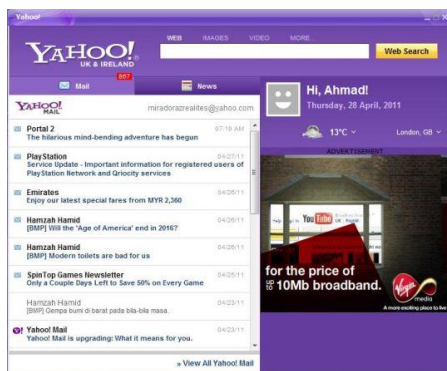 Yahoo!
YAHOO!
UK & IRELAND
WEB IMAGES VIDEO MORE...
Web Search
867
Mail
News
YAHOO! MAIL
miradorazrealites@yahoo.com
Portal 2 07:10 AM
The hilarious mind-bending adventure has begun
PlayStation 04/27/11
Service Update - Important information for registered users of
PlayStation Network and Qriocity services
Emirates 04/26/11
Enjoy our latest special fares from MYR 2,360
Hamzah Hamid 04/26/11
[BMP] Will the 'Age of America' end in 2016?
Hamzah Hamid 04/26/11
[BMP] Modern toilets are bad for us
SpinTop Games Newsletter 04/25/11
Only a Couple Days Left to Save 50% on Every Game
Hamzah Hamid 04/23/11
[BMP] Gempa bumi di barat pada bila-bila masa.
Yahoo! Mail 04/23/11
Yahoo! Mail is upgrading: What it means for you.
» View All Yahoo! Mail
Hi, Ahmad!
Thursday, 28 April, 2011
13°C
London, GB
ADVERTISEMENT
YouTube
for the price of
10Mb broadband.
Virgin
media
A more exciting place to live